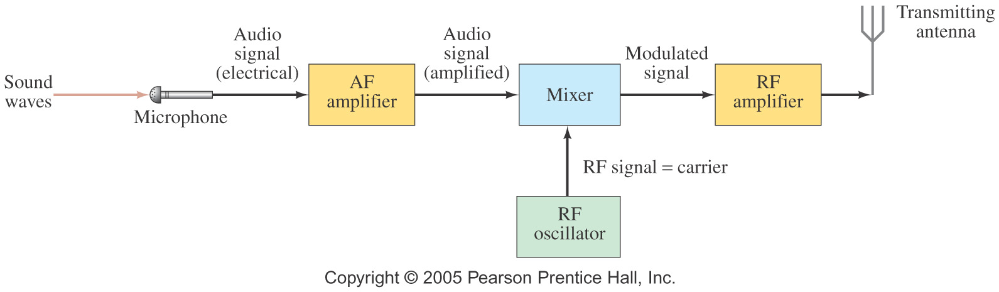 Sound
waves
Microphone
Audio
signal
(electrical)
AF
amplifier
Audio
signal
(amplified)
Mixer
Modulated
signal
RF
amplifier
Transmitting
antenna
RF signal = carrier
RF
oscillator
Copyright © 2005 Pearson Prentice Hall, Inc.